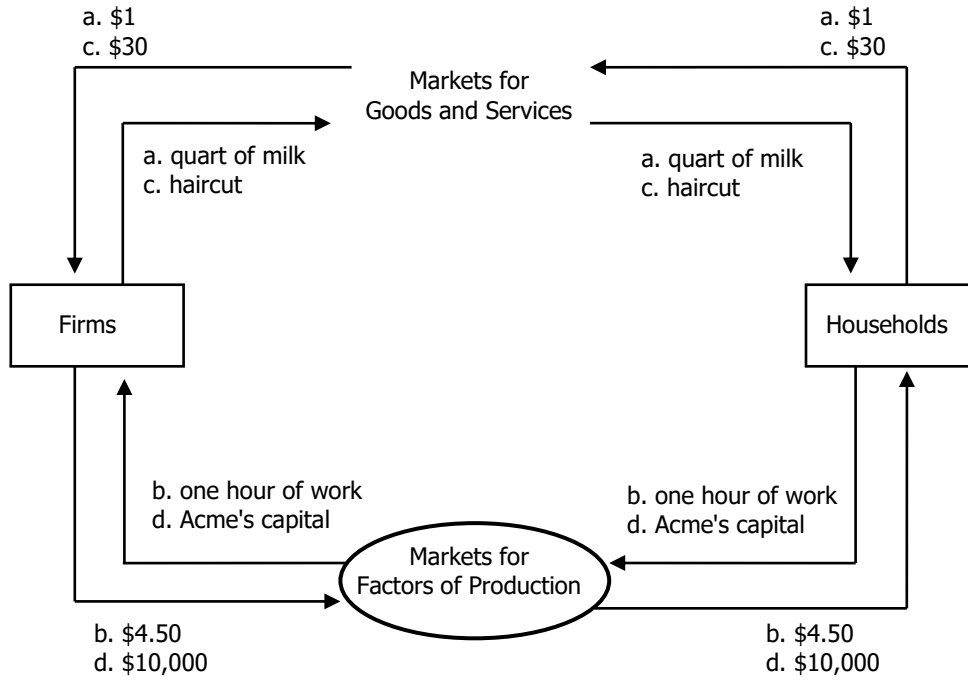 a. $1
c. $30
a. $1
c. $30
Markets for
Goods and Services
a. quart of milk
c. haircut
a. quart of milk
c. haircut
Firms
Households
b. one hour of work
d. Acme's capital
b. one hour of work
d. Acme's capital
Markets for
Factors of Production
b. $4.50
d. $10,000
b. $4.50
d. $10,000